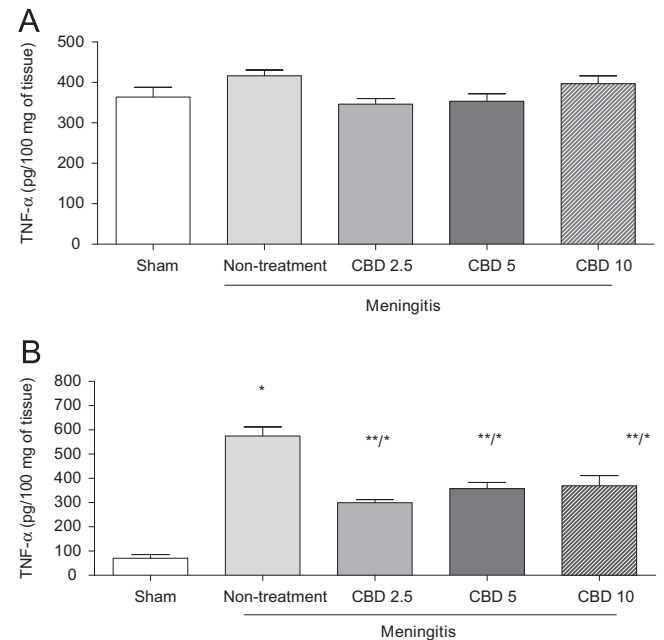 A
TNF-α (pg/100 mg of tissue)
500
400
300
200
100
0
Sham Non-treatment CBD 2.5 CBD 5 CBD 10
Meningitis
B
TNF-α (pg/100 mg of tissue)
800
700
600
500
400
300
200
100
0
*
**/* **/* **/*
Sham Non-treatment CBD 2.5 CBD 5 CBD 10
Meningitis